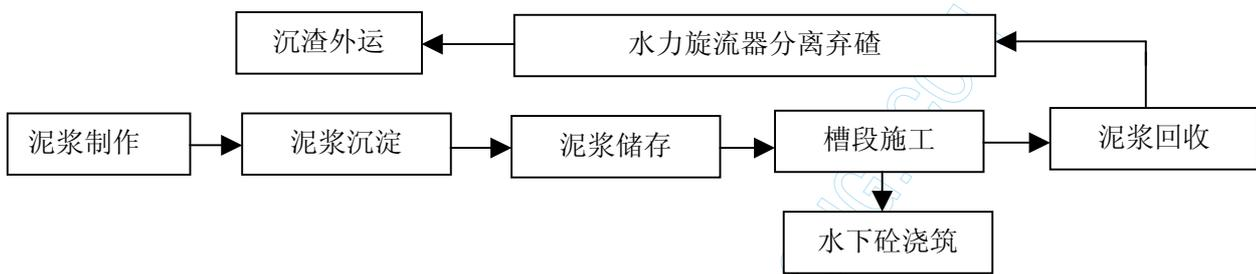 沉渣外运
水力旋流器分离弃碴
泥浆制作
泥浆沉淀
泥浆储存
槽段施工
泥浆回收
水下砼浇筑